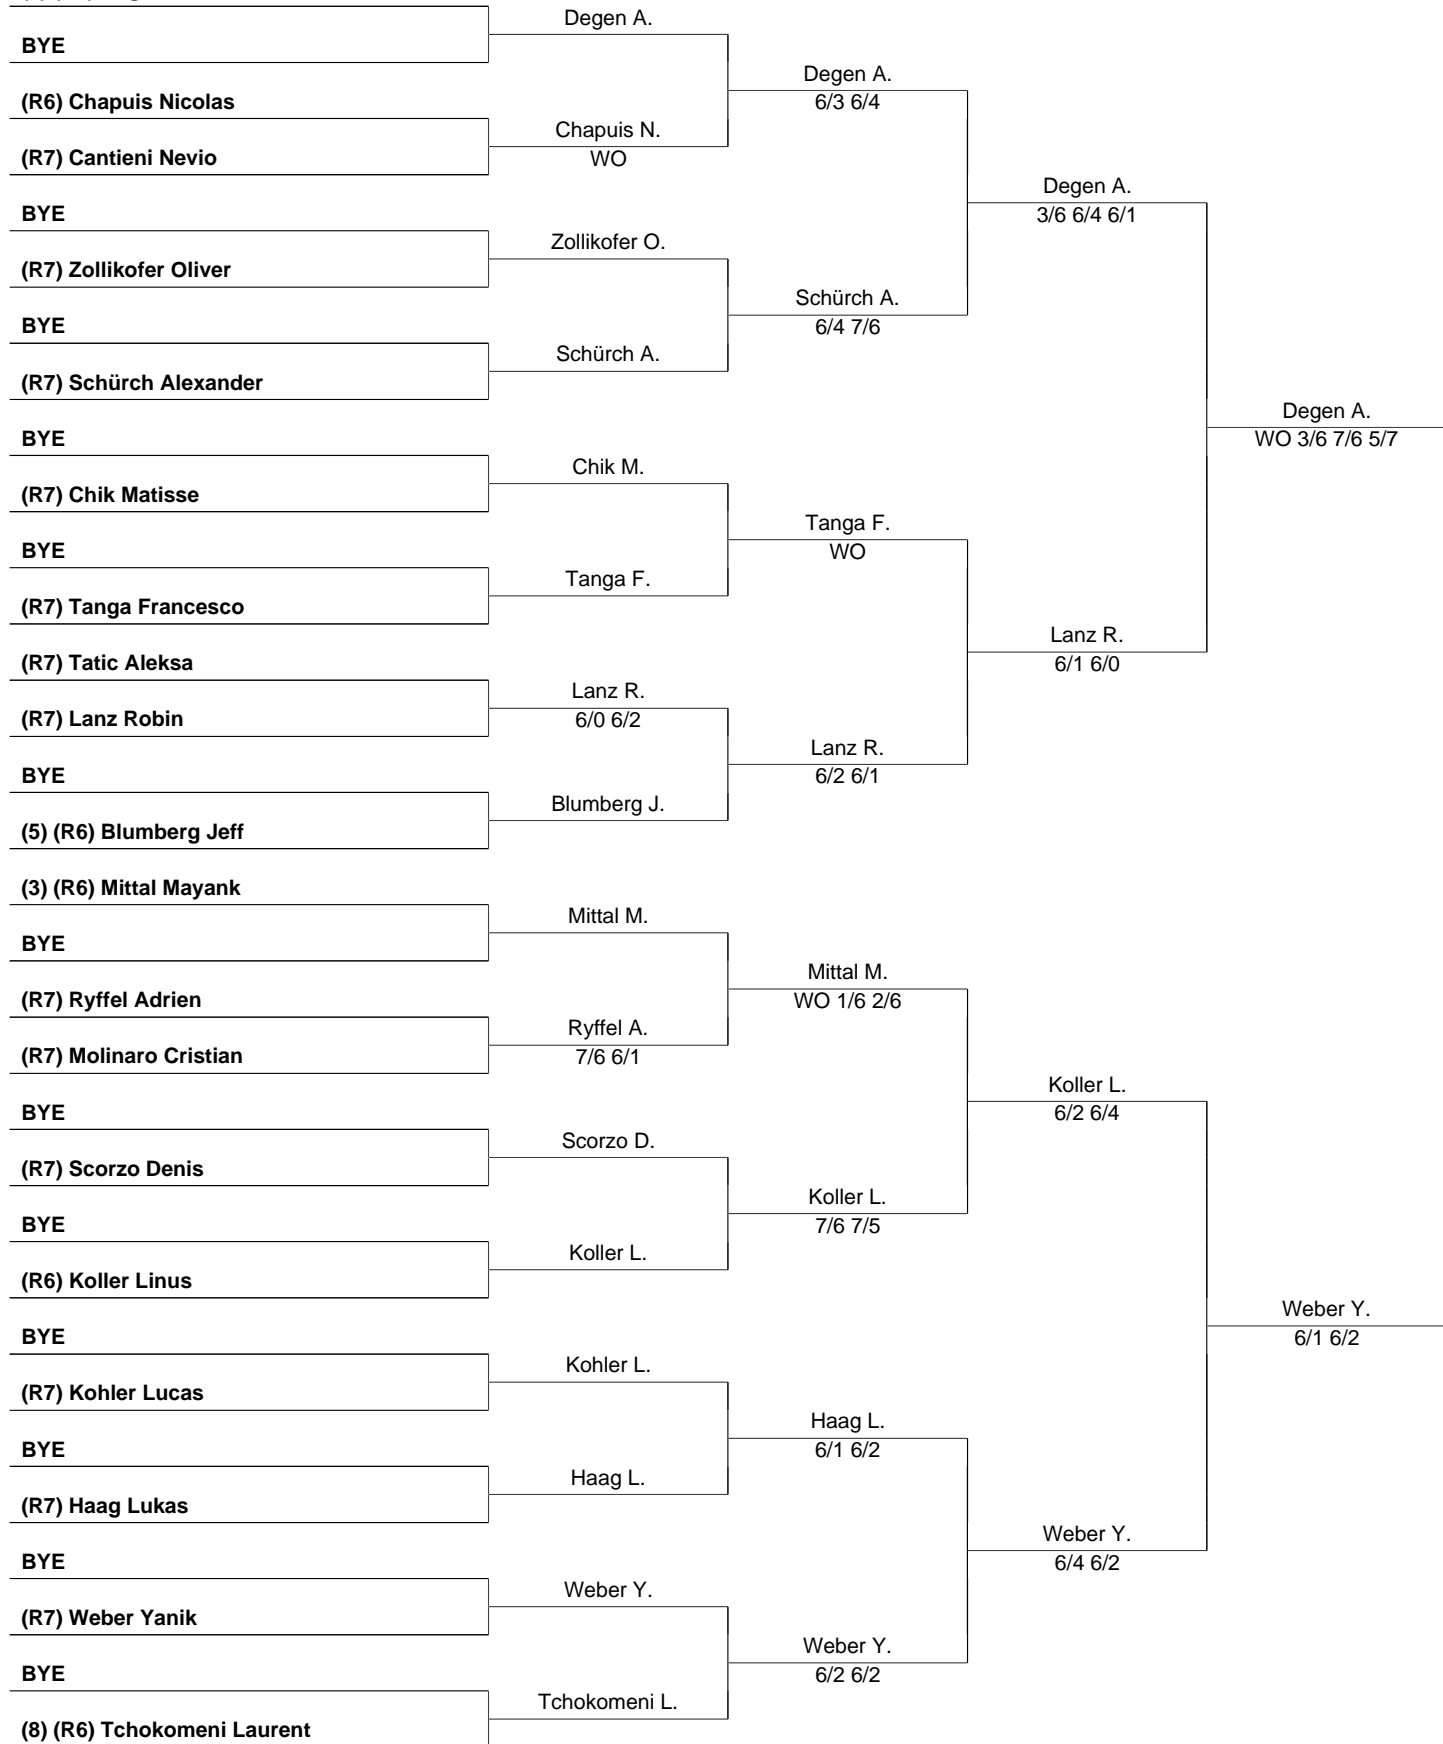 BYE
(R6) Chapuis Nicolas
(R7) Cantieni Nevio
BYE
(R7) Zollikofer Oliver
BYE
(R7) Schürch Alexander
BYE
(R7) Chik Matisse
BYE
(R7) Tanga Francesco
(R7) Tatic Aleksa
(R7) Lanz Robin
BYE
(5) (R6) Blumberg Jeff
(3) (R6) Mittal Mayank
BYE
(R7) Ryffel Adrien
(R7) Molinaro Cristian
BYE
(R7) Scorzo Denis
BYE
(R6) Koller Linus
BYE
(R7) Kohler Lucas
BYE
(R7) Haag Lukas
BYE
(R7) Weber Yanik
BYE
(8) (R6) Tchokomeni Laurent
Degen A.
Chapuis N.
WO
Zollikofer O.
Schürch A.
Chik M.
Tanga F.
Lanz R.
6/0 6/2
Blumberg J.
Mittal M.
Ryffel A.
7/6 6/1
Scorzo D.
Koller L.
Kohler L.
Haag L.
Weber Y.
Tchokomeni L.
Degen A.
6/3 6/4
Schürch A.
6/4 7/6
Tanga F.
WO
Lanz R.
6/2 6/1
Mittal M.
WO 1/6 2/6
Koller L.
7/6 7/5
Haag L.
6/1 6/2
Weber Y.
6/2 6/2
Degen A.
3/6 6/4 6/1
Lanz R.
6/1 6/0
Koller L.
6/2 6/4
Weber Y.
6/4 6/2
Degen A.
WO 3/6 7/6 5/7
Weber Y.
6/1 6/2